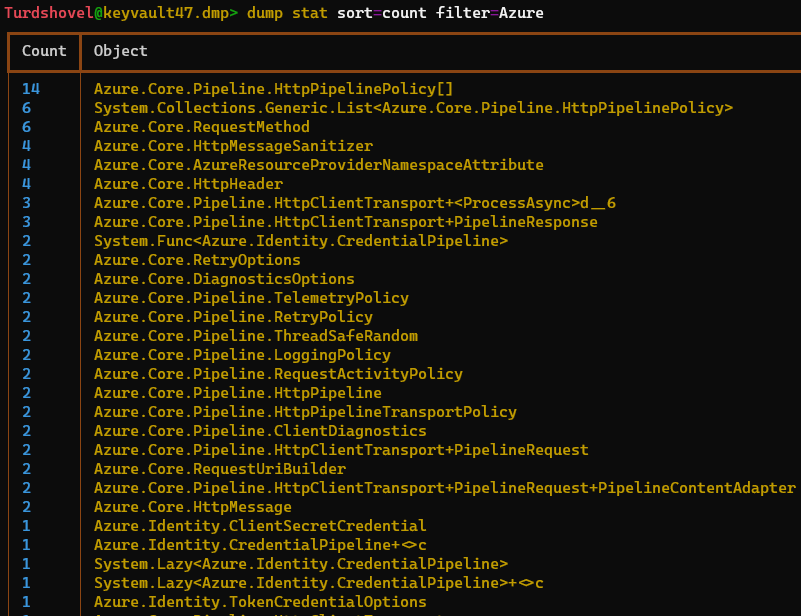 Turdshovel@keyvault47.dmp> dump stat sort=count filter=Azure
Count Object
14 Azure.Core.Pipeline.HttpPipelinePolicy[]
6 System.Collections.Generic.List<Azure.Core.Pipeline.HttpPipelinePolicy>
6 Azure.Core.RequestMethod
4 Azure.Core.HttpMessageSanitizer
4 Azure.Core.AzureResourceProviderNamespaceAttribute
4 Azure.Core.HttpHeader
3 Azure.Core.Pipeline.HttpClientTransport+<ProcessAsync>d__6
3 Azure.Core.Pipeline.HttpClientTransport+PipelineResponse
2 System.Func<Azure.Identity.CredentialPipeline>
2 Azure.Core.RetryOptions
2 Azure.Core.DiagnosticsOptions
2 Azure.Core.Pipeline.TelemetryPolicy
2 Azure.Core.Pipeline.RetryPolicy
2 Azure.Core.Pipeline.ThreadSafeRandom
2 Azure.Core.Pipeline.LoggingPolicy
2 Azure.Core.Pipeline.RequestActivityPolicy
2 Azure.Core.Pipeline.HttpPipeline
2 Azure.Core.Pipeline.HttpPipelineTransportPolicy
2 Azure.Core.Pipeline.ClientDiagnostics
2 Azure.Core.Pipeline.HttpClientTransport+PipelineRequest
2 Azure.Core.RequestUriBuilder
2 Azure.Core.Pipeline.HttpClientTransport+PipelineRequest+PipelineContentAdapter
2 Azure.Core.HttpMessage
1 Azure.Identity.ClientSecretCredential
1 Azure.Identity.CredentialPipeline+<>c
1 System.Lazy<Azure.Identity.CredentialPipeline>
1 System.Lazy<Azure.Identity.CredentialPipeline>+<>c
1 Azure.Identity.TokenCredentialOptions